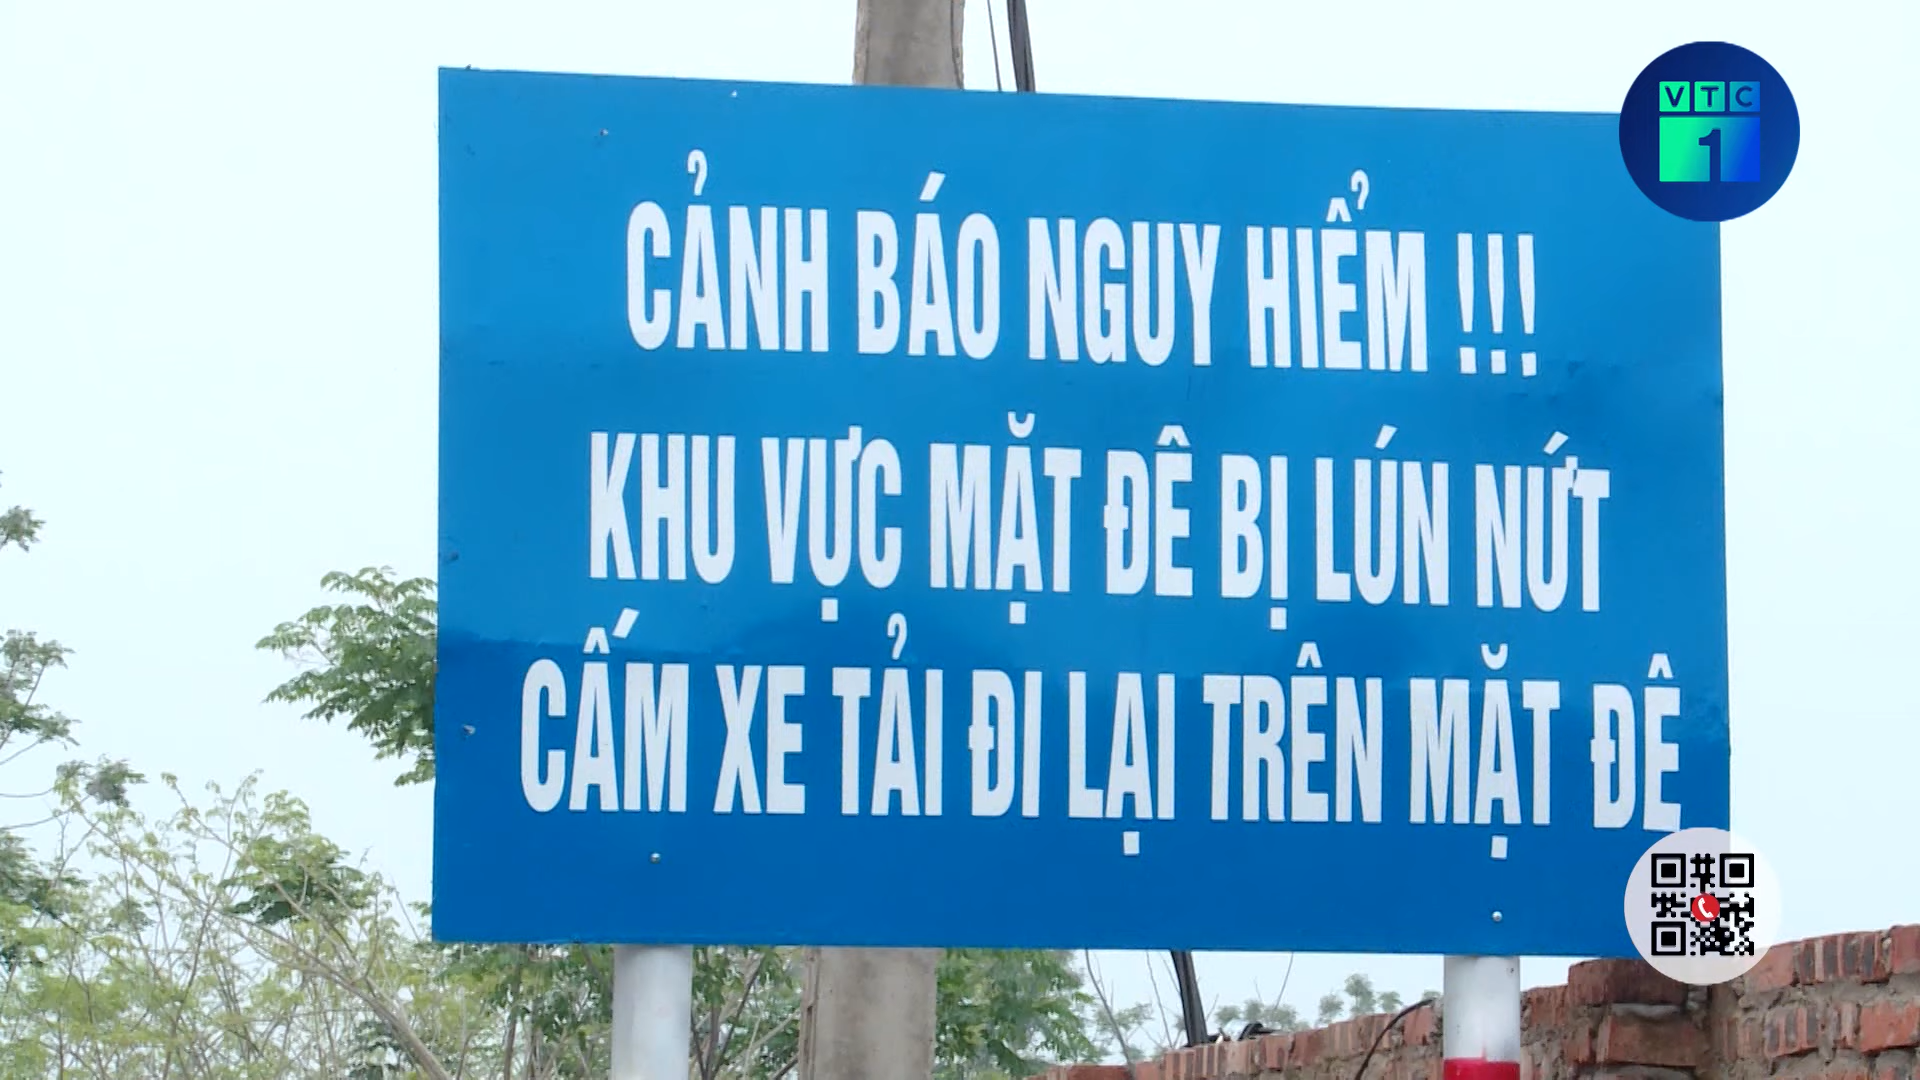 VTC
1
CẢNH BÁO NGUY HIỂM !!!
KHU VỰC MẶT ĐÊ BỊ LÚN NỨT
CẤM XE TẢI ĐI LẠI TRÊN MẶT ĐÊ